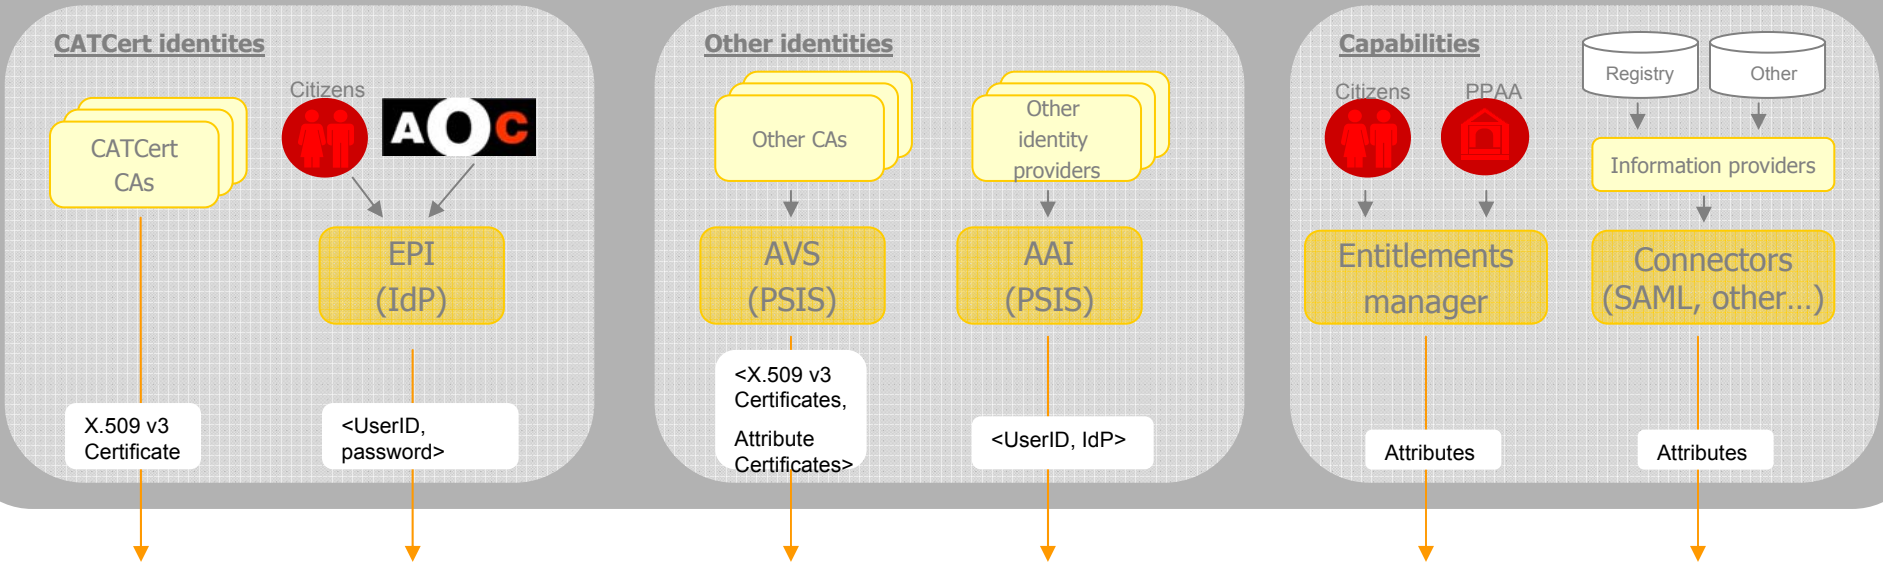 CATCert identites
Citizens
AOC
CATCert
CAs
EPI
(IdP)
X.509 v3
Certificate
<UserID,
password>
Other identities
Other CAs
Other
identity
providers
AVS
(PSIS)
AAI
(PSIS)
<X.509 v3
Certificates,
Attribute
Certificates>
<UserID, IdP>
Capabilities
Citizens
PPAA
Registry
Other
Information providers
Entitlements
manager
Connectors
(SAML, other…)
Attributes
Attributes